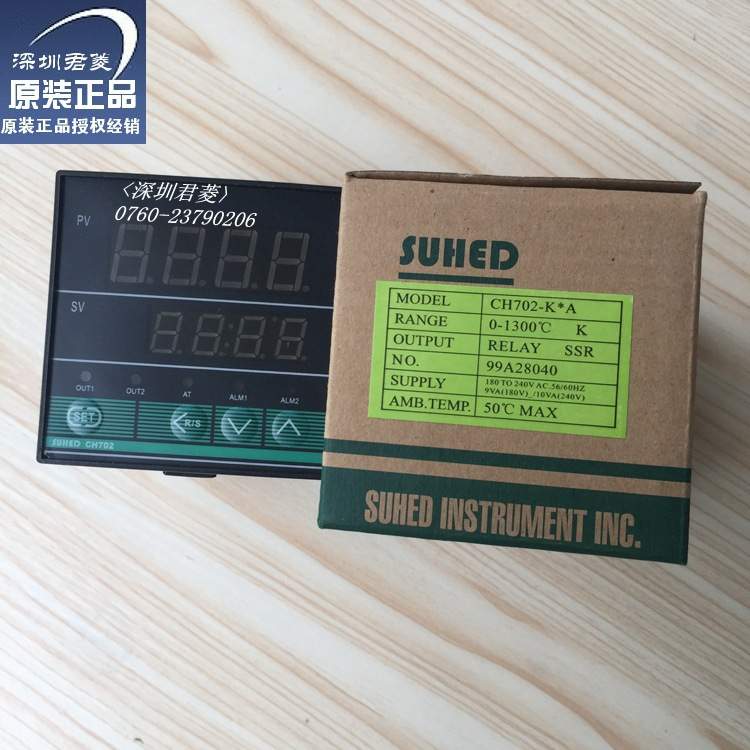 深圳君菱
原装正品
原装正品授权经销
〈深圳君菱〉
0760-23790206
PV
SV
OUT1 OUT2 AT ALM1 ALM2
SET <R/S
SUHED CH702
SUHED
MODEL CH702-K*A
RANGE 0-1300℃ K
OUTPUT RELAY SSR
NO. 99A28040
SUPPLY 180 TO 240V AC.56/60HZ
9VA(180V)_/10VA(240V)
AMB.TEMP. 50℃ MAX
SUHED INSTRUMENT INC.